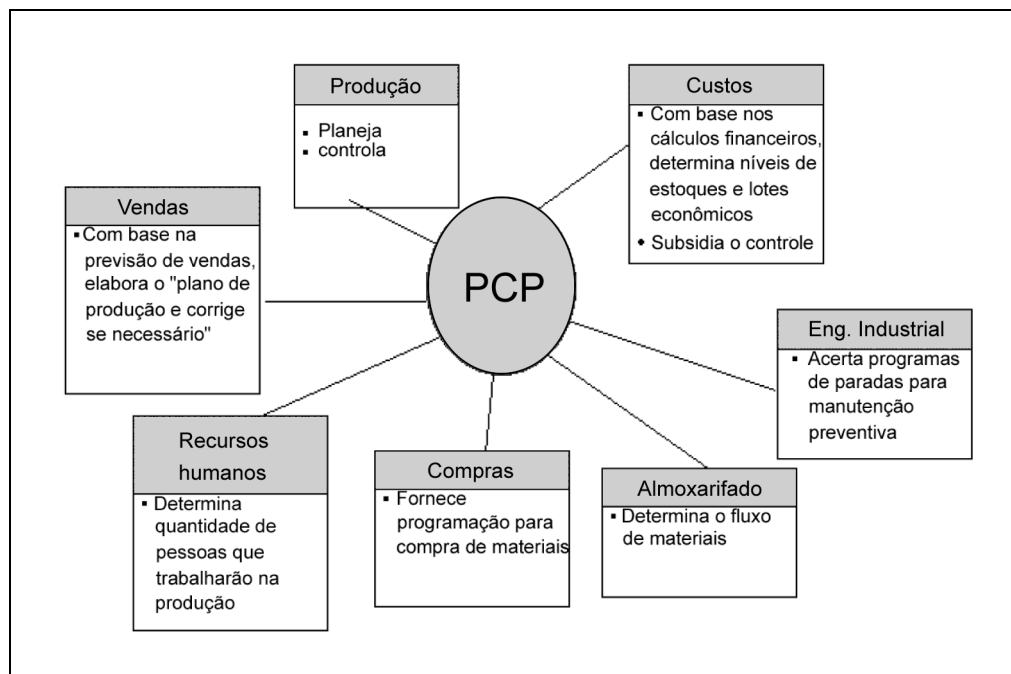 Produção
▪ Planeja
▪ controla
Custos
▪ Com base nos
cálculos financeiros,
determina níveis de
estoques e lotes
econômicos
• Subsidia o controle
Vendas
▪ Com base na
previsão de vendas,
elabora o "plano de
produção e corrige
se necessário"
PCP
Eng. Industrial
▪ Acerta programas
de paradas para
manutenção
preventiva
Recursos
humanos
▪ Determina
quantidade de
pessoas que
trabalharão na
produção
Compras
▪ Fornece
programação para
compra de materiais
Almoxarifado
▪ Determina o fluxo
de materiais